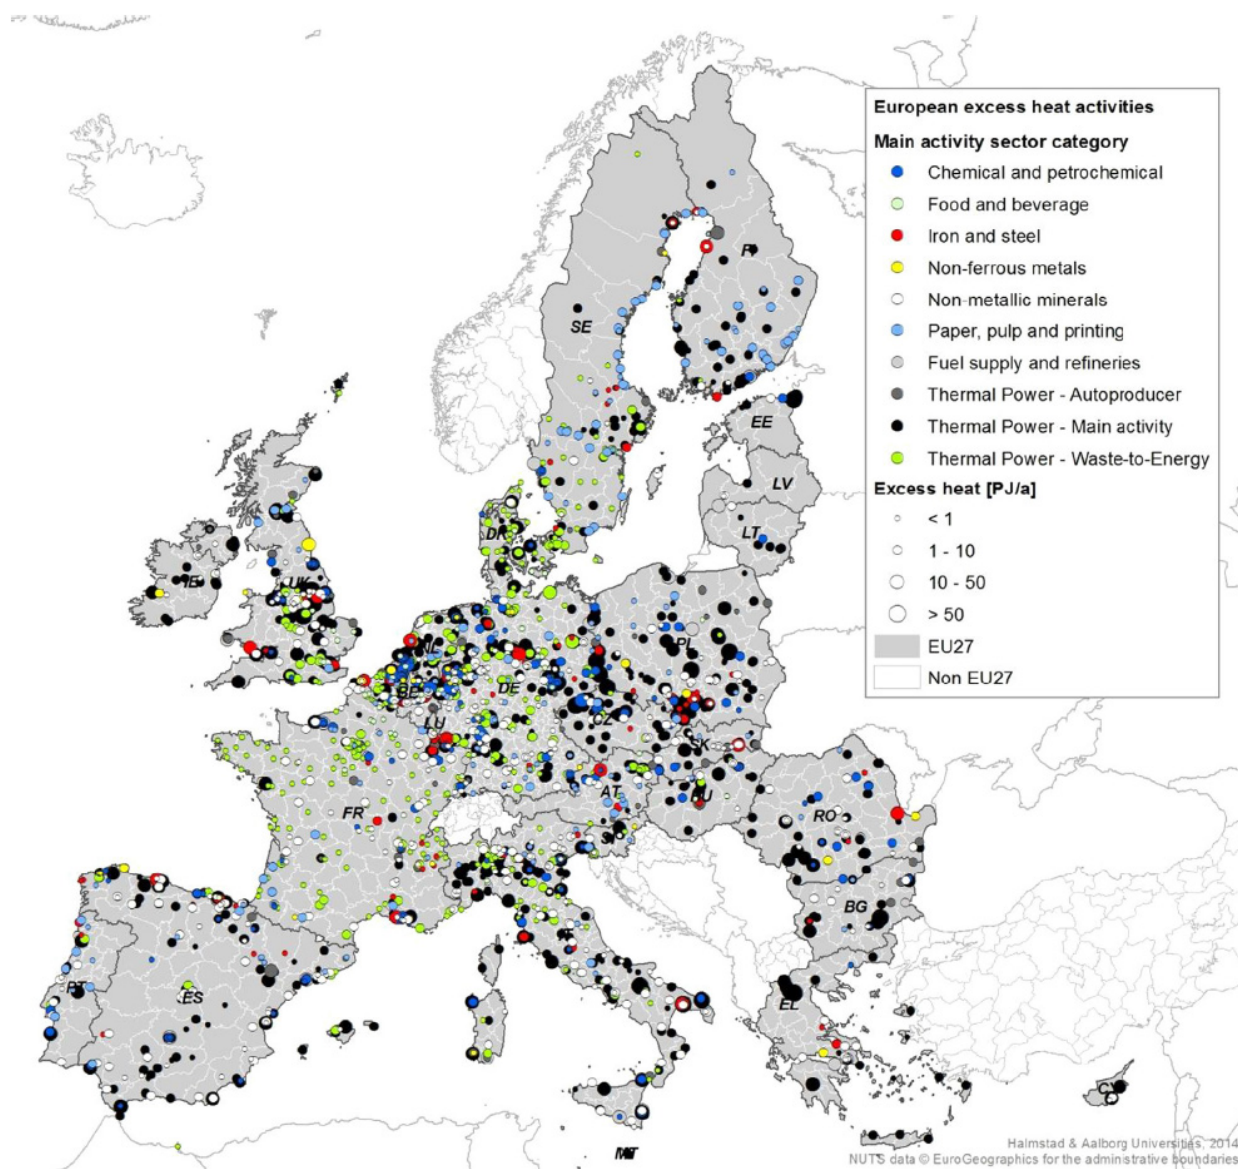 European excess heat activities
Main activity sector category
Chemical and petrochemical
Food and beverage
Iron and steel
Non-ferrous metals
Non-metallic minerals
Paper, pulp and printing
Fuel supply and refineries
Thermal Power - Autoproducer
Thermal Power - Main activity
Thermal Power - Waste-to-Energy
Excess heat [PJ/a]
< 1
1 - 10
10 - 50
> 50
EU27
Non EU27
FI
SE
EE
LV
LT
DK
IE
UK
NL
PL
BE
DE
LU
CZ
SK
AT
HU
FR
RO
BG
IT
PT
ES
EL
CY
MT
Halmstad & Aalborg Universities, 2014
NUTS data © EuroGeographics for the administrative boundaries